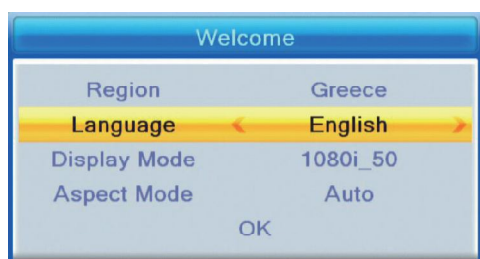 Welcome
Region Greece
Language English
Display Mode 1080i_50
Aspect Mode Auto
OK